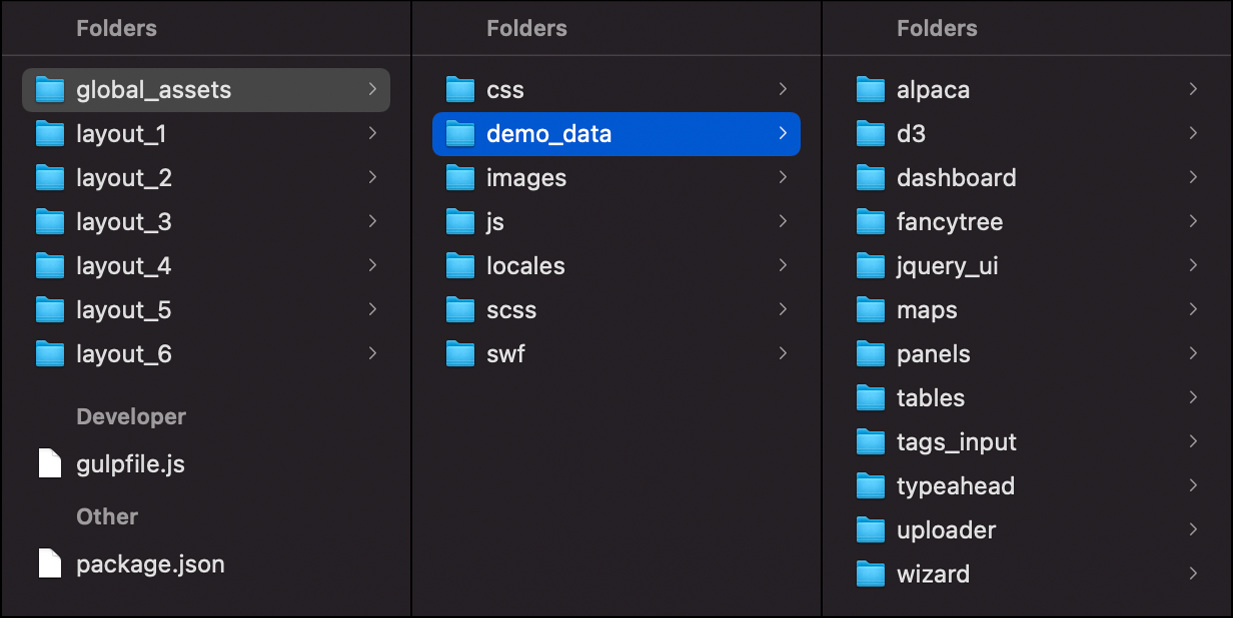 Folders
global_assets
layout_1
layout_2
layout_3
layout_4
layout_5
layout_6
Developer
gulpfile.js
Other
package.json
Folders
css
demo_data
images
js
locales
scss
swf
Folders
alpaca
d3
dashboard
fancytree
jquery_ui
maps
panels
tables
tags_input
typeahead
uploader
wizard